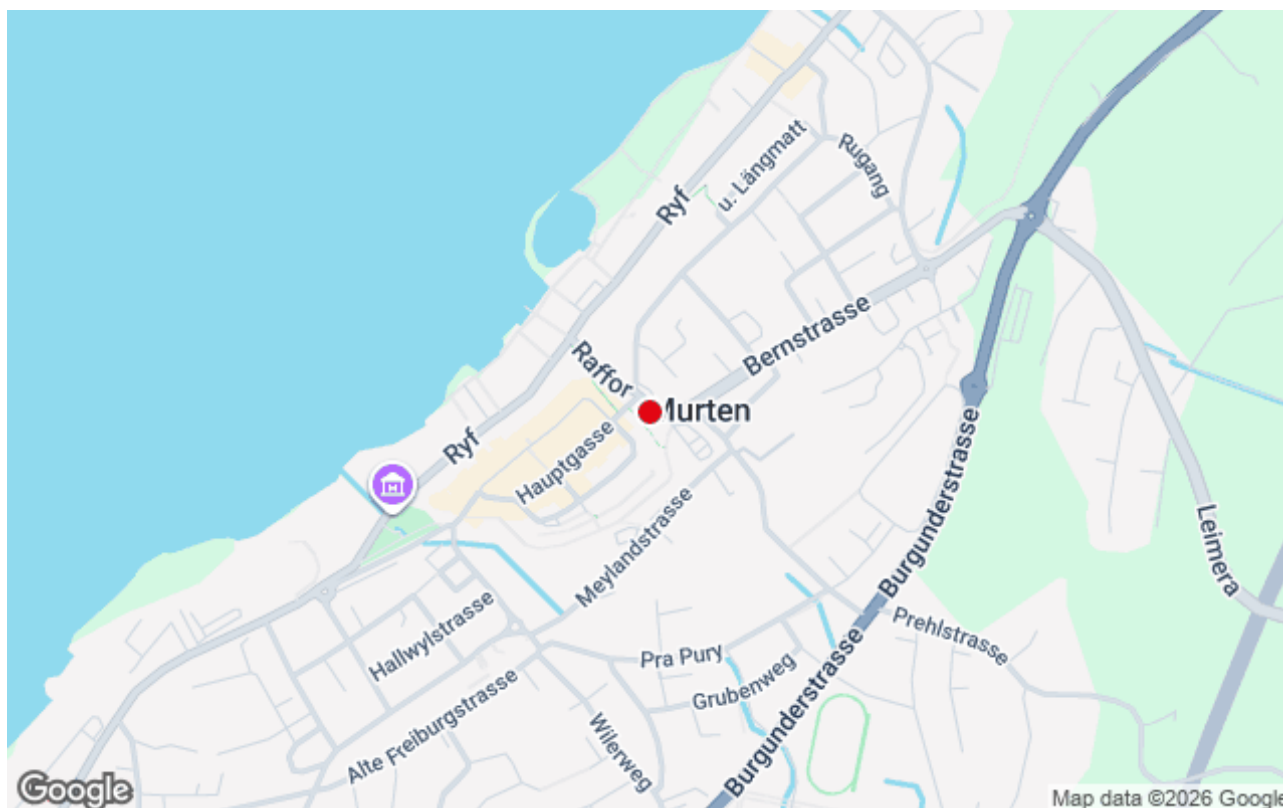 Ryf
u. Längmatt
Rugang
Bernstrasse
Raffor
Murten
Ryf
Hauptgasse
Meylandstrasse
Burgunderstrasse
Leimera
Hallwylstrasse
Prehlstrasse
Pra Pury
Grubenweg
Alte Freiburgstrasse
Wilerweg
Burgunderstrasse
Google
Map data ©2026 Google